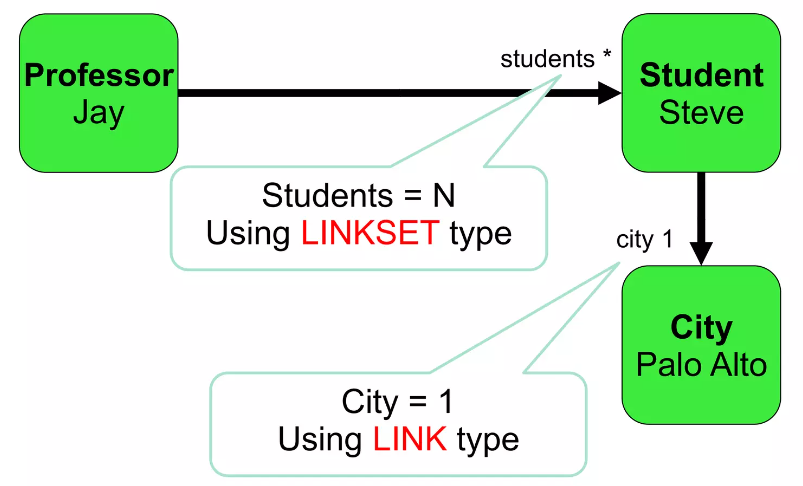 Professor
Jay
students *
Student
Steve
Students = N
Using LINKSET type
city 1
City
Palo Alto
City = 1
Using LINK type